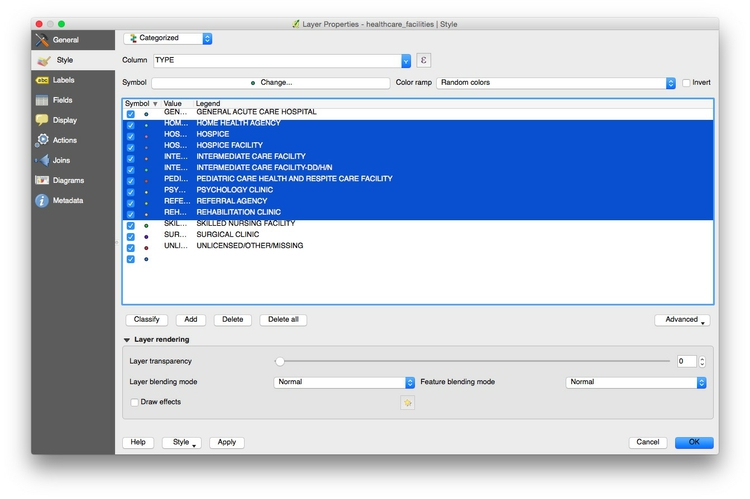 Layer Properties - healthcare_facilities | Style
General
Style
Labels
Fields
Display
Actions
Joins
Diagrams
Metadata
Categorized
Column TYPE ε
Symbol Change... Color ramp Random colors Invert
Symbol Value Legend
GEN... GENERAL ACUTE CARE HOSPITAL
HOM... HOME HEALTH AGENCY
HOS... HOSPICE
HOS... HOSPICE FACILITY
INTE... INTERMEDIATE CARE FACILITY
INTE... INTERMEDIATE CARE FACILITY-DD/H/N
PEDI... PEDIATRIC CARE HEALTH AND RESPITE CARE FACILITY
PSY... PSYCHOLOGY CLINIC
REFE... REFERRAL AGENCY
REH... REHABILITATION CLINIC
SKIL... SKILLED NURSING FACILITY
SUR... SURGICAL CLINIC
UNLI... UNLICENSED/OTHER/MISSING
Classify Add Delete Delete all Advanced
Layer rendering
Layer transparency 0
Layer blending mode Normal Feature blending mode Normal
Draw effects
Help Style Apply Cancel OK